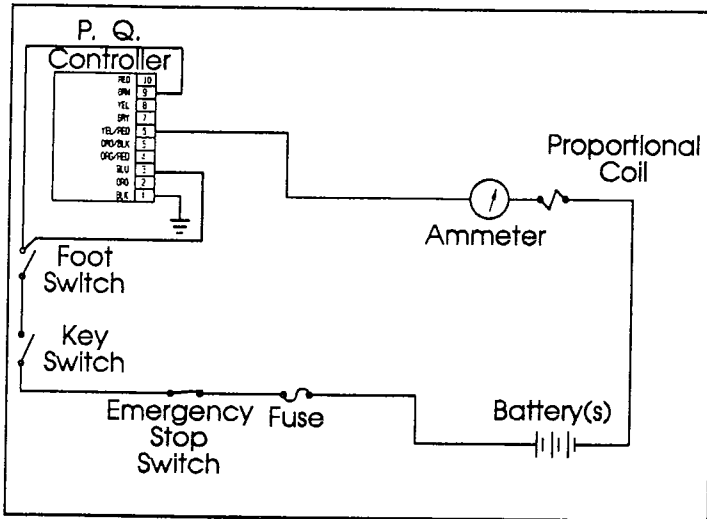 P. Q.
Controller
RED 10
BRN 9
YEL 8
GRY 7
YEL/RED 6
ORG/BLK 5
ORG/RED 4
BLU 3
ORG 2
BLK 1
Proportional
Coil
Ammeter
Foot
Switch
Key
Switch
Emergency
Stop
Switch
Fuse
Battery(s)